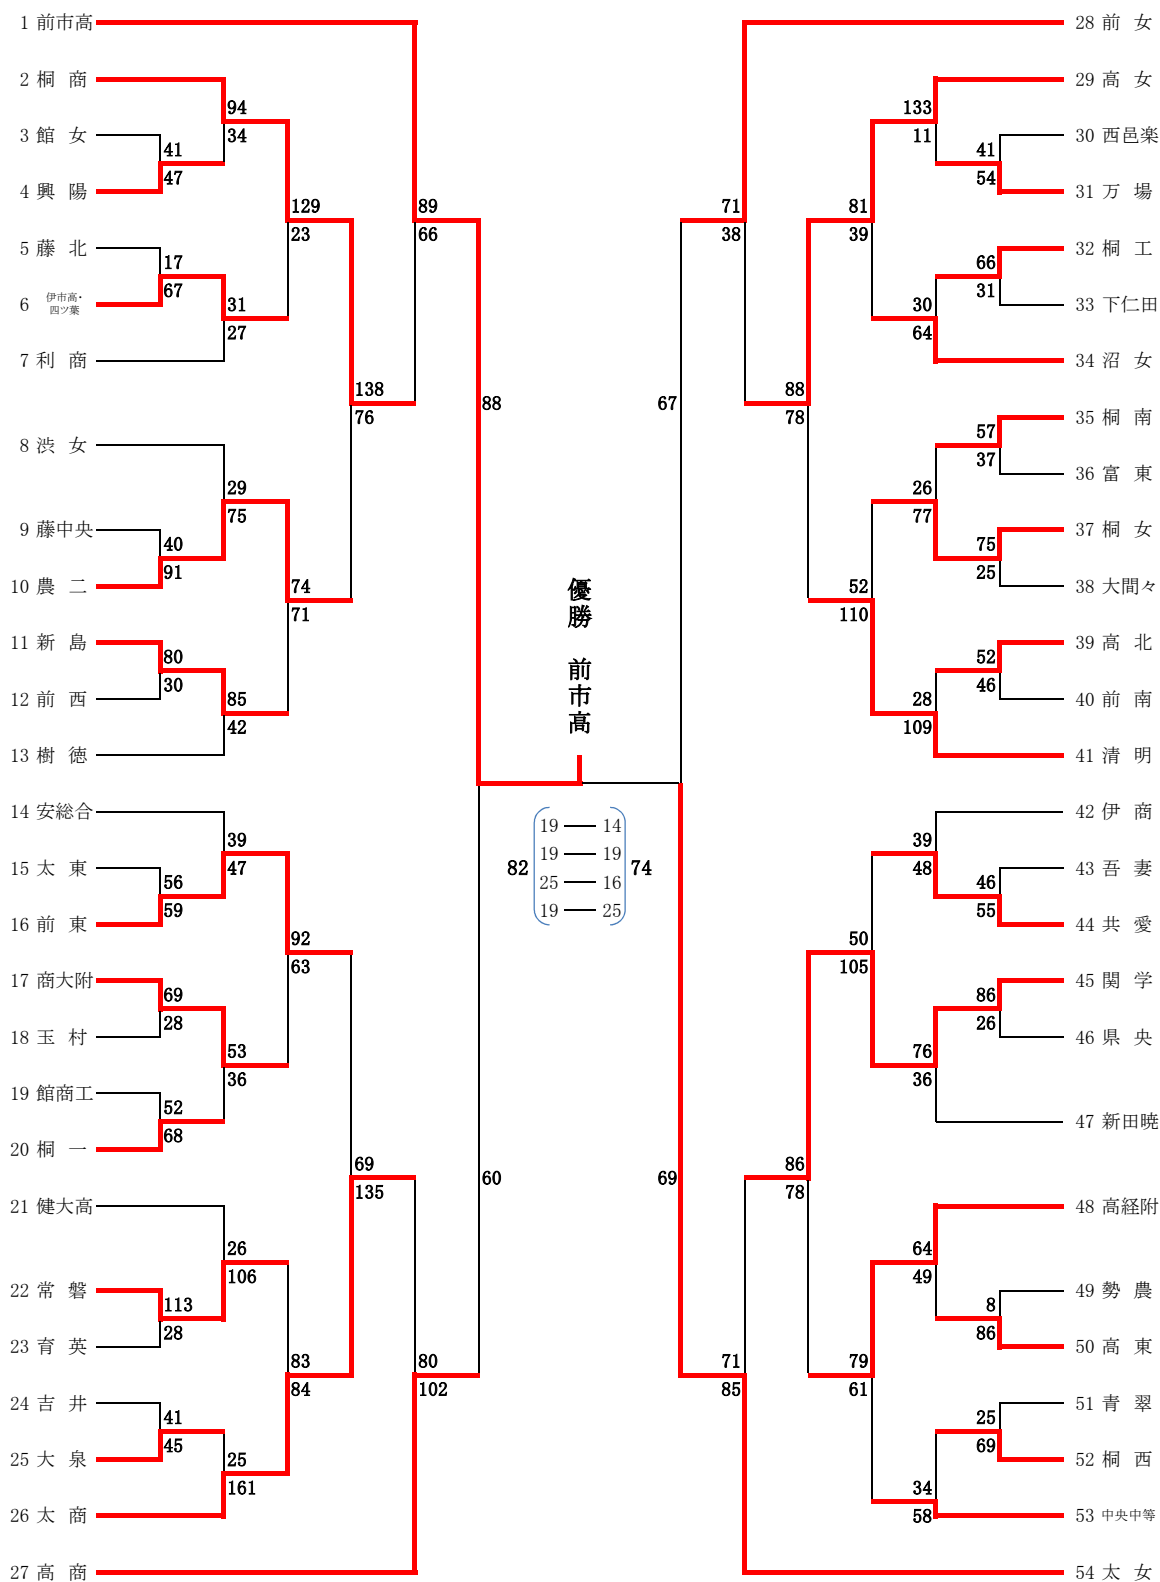 1 前市高
2 桐 商
3 館 女
4 興 陽
5 藤 北
6 伊市高・
四ツ葉
7 利 商
8 渋 女
9 藤中央
10 農 二
11 新 島
12 前 西
13 樹 徳
14 安総合
15 太 東
16 前 東
17 商大附
18 玉 村
19 館商工
20 桐 一
21 健大高
22 常 磐
23 育 英
24 吉 井
25 大 泉
26 太 商
27 高 商
41
47
17
67
40
91
80
30
56
59
69
28
52
68
113
28
41
45
94
34
31
27
29
75
85
42
39
47
53
36
26
106
25
161
129
23
74
71
92
63
83
84
138
76
69
135
89
66
80
102
88
60
優勝 前市高
82
19 14
19 19
25 16
19 25
74
67
69
71
38
71
85
88
78
86
78
81
39
52
110
50
105
79
61
133
11
30
64
26
77
28
109
39
48
76
36
64
49
34
58
41
54
66
31
57
37
75
25
52
46
46
55
86
26
8
86
25
69
28 前 女
29 高 女
30 西邑楽
31 万 場
32 桐 工
33 下仁田
34 沼 女
35 桐 南
36 富 東
37 桐 女
38 大間々
39 高 北
40 前 南
41 清 明
42 伊 商
43 吾 妻
44 共 愛
45 関 学
46 県 央
47 新田暁
48 高経附
49 勢 農
50 高 東
51 青 翠
52 桐 西
53 中央中等
54 太 女